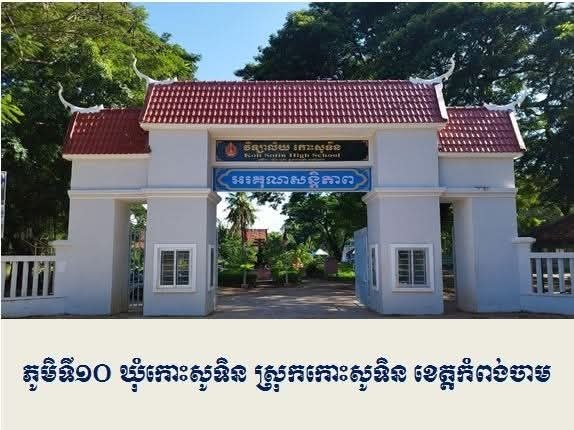 វិទ្យាល័យ កោះសូទិន
Koh Sotin High School
អរគុណសន្តិភាព
ភូមិទី១០ ឃុំកោះសូទិន ស្រុកកោះសូទិន ខេត្តកំពង់ចាម